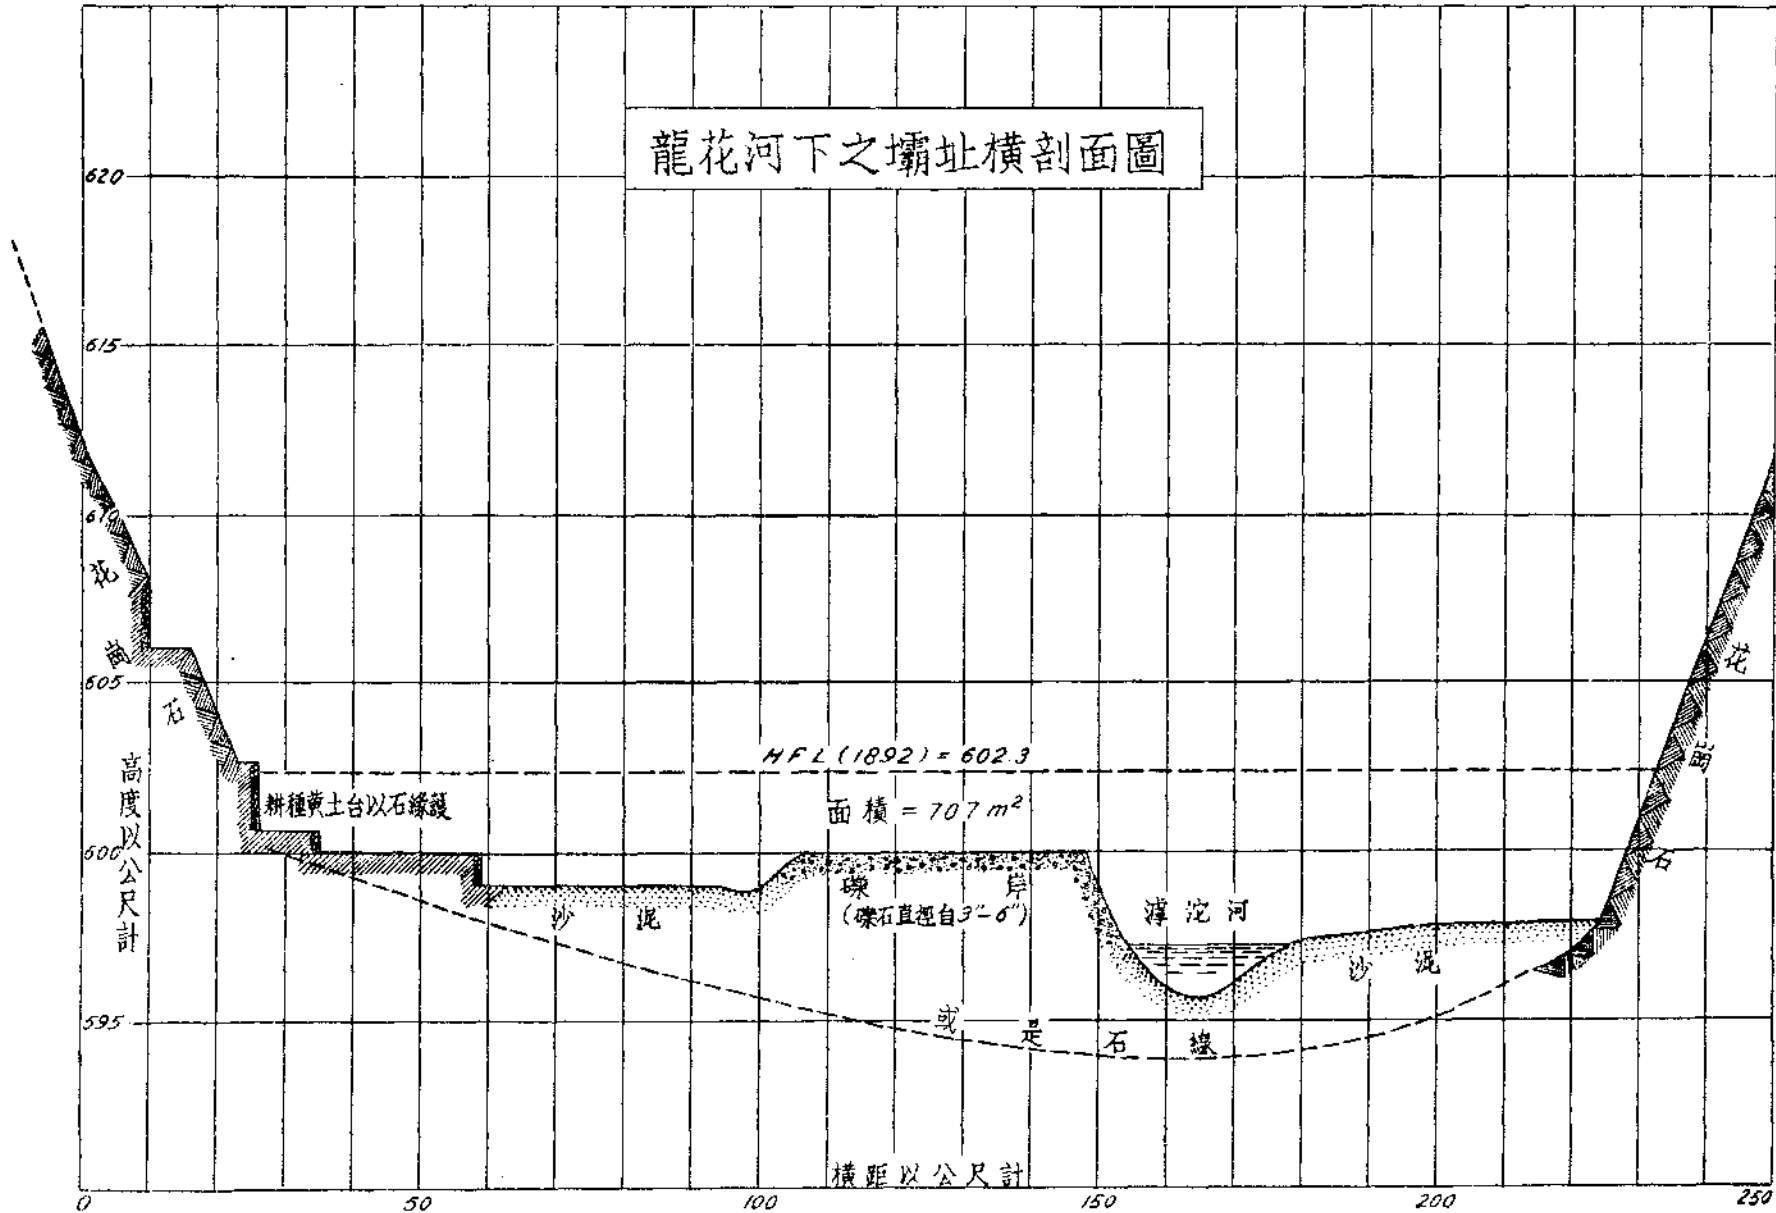 龍花河下之壩址橫剖面圖
620
615
610
605
600
595
花崗石
高度以公尺計
HFL(1892)=602.3
面積=707m²
耕種黃土台以石緣護
沙泥
礫岸
(礫石直徑自3"-6")
滹沱河
沙泥
花崗石
或是石線
橫距以公尺計
0 50 100 150 200 250